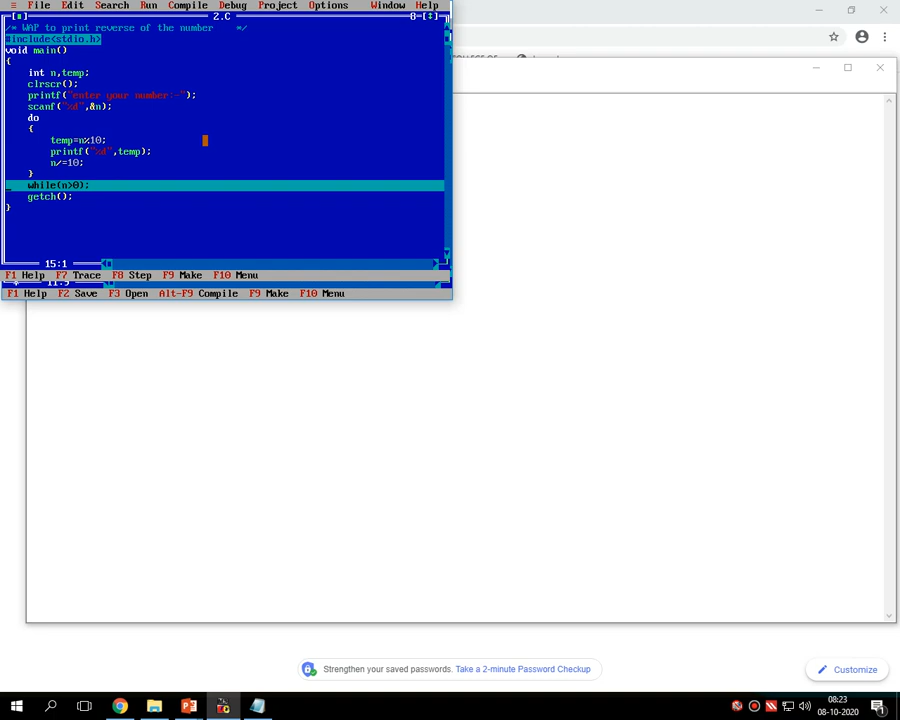 ≡ File Edit Search Run Compile Debug Project Options Window Help
[■] 2.C 8=[↕]
/* WAP to print reverse of the number */
#include<stdio.h>
void main()
{
int n,temp;
clrscr();
printf("enter your number:-");
scanf("%d",&n);
do
{
temp=n%10;
printf("%d",temp);
n/=10;
}
while(n>0);
getch();
}
15:1
F1 Help F7 Trace F8 Step F9 Make F10 Menu
F1 Help F2 Save F3 Open Alt-F9 Compile F9 Make F10 Menu
Strengthen your saved passwords. Take a 2-minute Password Checkup
Customize
08:23
08-10-2020
1